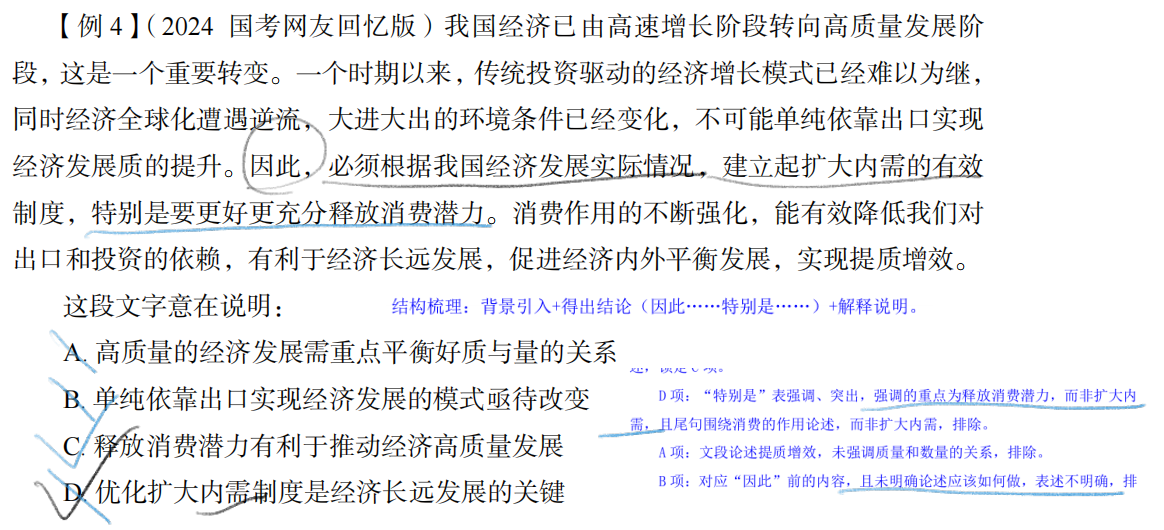 【例 4】(2024 国考网友回忆版)我国经济已由高速增长阶段转向高质量发展阶
段，这是一个重要转变。一个时期以来，传统投资驱动的经济增长模式已经难以为继，
同时经济全球化遭遇逆流，大进大出的环境条件已经变化，不可能单纯依靠出口实现
经济发展质的提升。因此，必须根据我国经济发展实际情况，建立起扩大内需的有效
制度，特别是要更好更充分释放消费潜力。消费作用的不断强化，能有效降低我们对
出口和投资的依赖，有利于经济长远发展，促进经济内外平衡发展，实现提质增效。
这段文字意在说明：
结构梳理：背景引入+得出结论（因此……特别是……）+解释说明。
A. 高质量的经济发展需重点平衡好质与量的关系
B. 单纯依靠出口实现经济发展的模式亟待改变
C. 释放消费潜力有利于推动经济高质量发展
D. 优化扩大内需制度是经济长远发展的关键
D 项：“特别是”表强调、突出，强调的重点为释放消费潜力，而非扩大内
需，且尾句围绕消费的作用论述，而非扩大内需，排除。
A 项：文段论述提质增效，未强调质量和数量的关系，排除。
B 项：对应“因此”前的内容，且未明确论述应该如何做，表述不明确，排